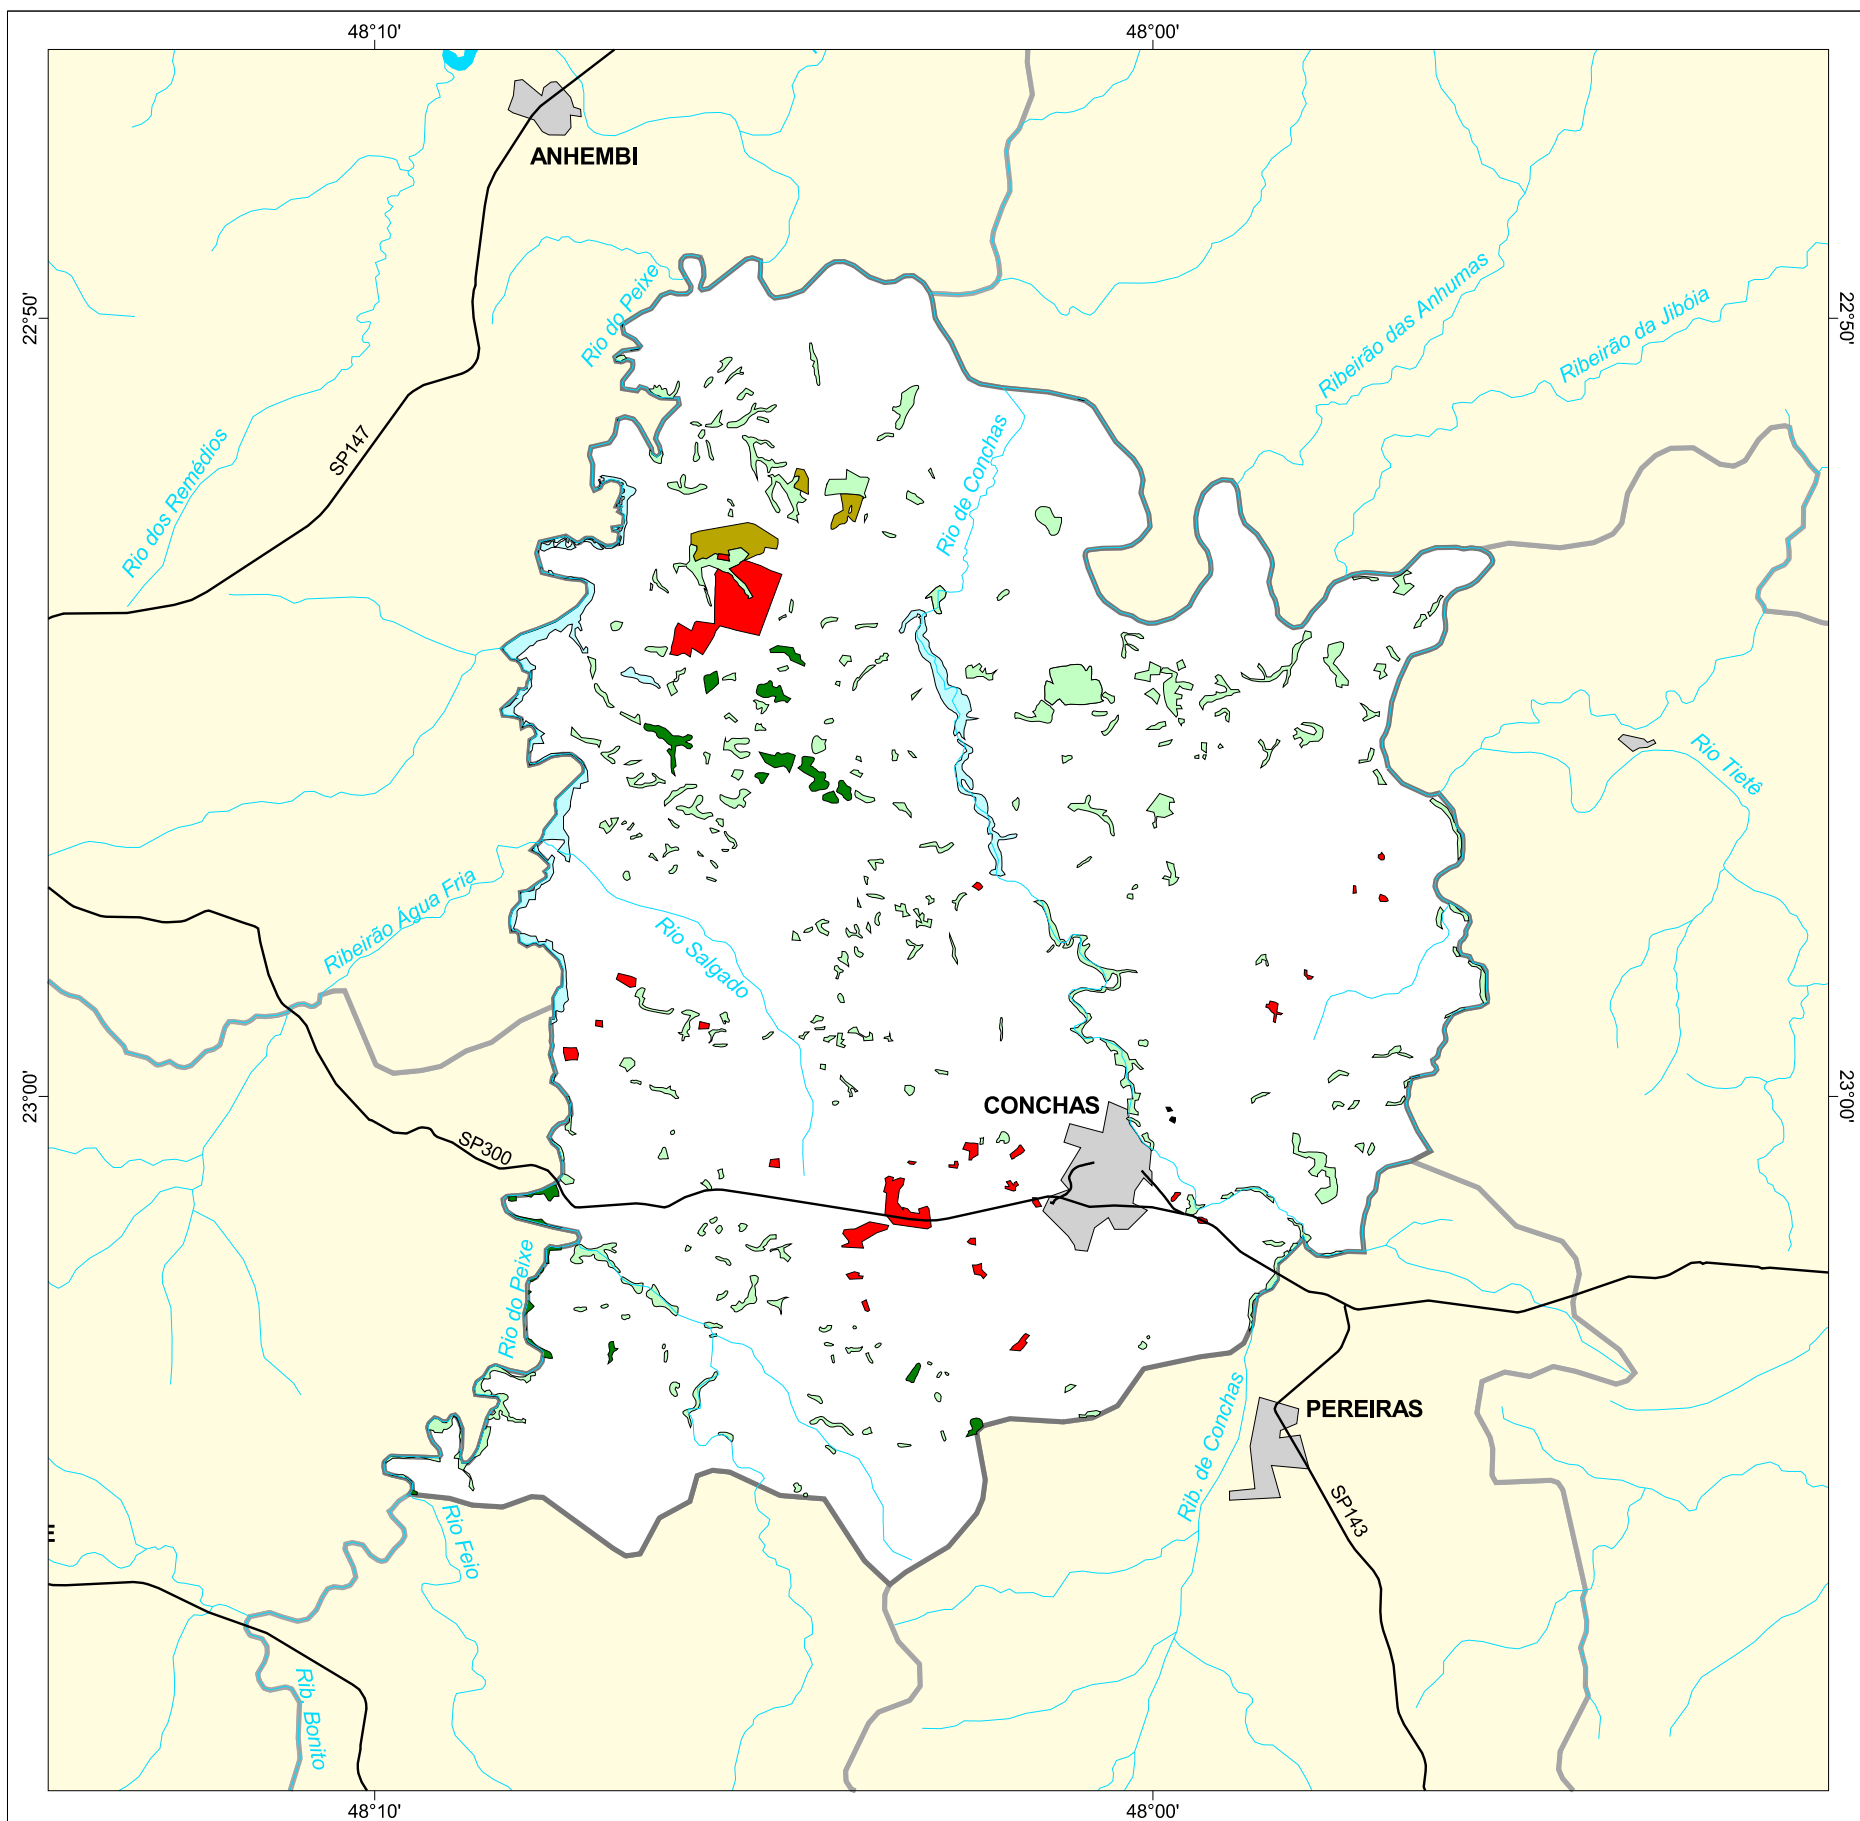 48°10'
48°00'
ANHEMBI
22°50'
22°50'
Rio do Peixe
Ribeirão das Anhumas
Ribeirão da Jibóia
SP147
Rio dos Remédios
Rio de Conchas
Rio Tietê
Ribeirão Água Fria
Rio Salgado
23°00'
23°00'
CONCHAS
SP300
Rio do Peixe
PEREIRAS
Rib. de Conchas
SP143
Rio Feio
Rib. Bonito
48°10'
48°00'